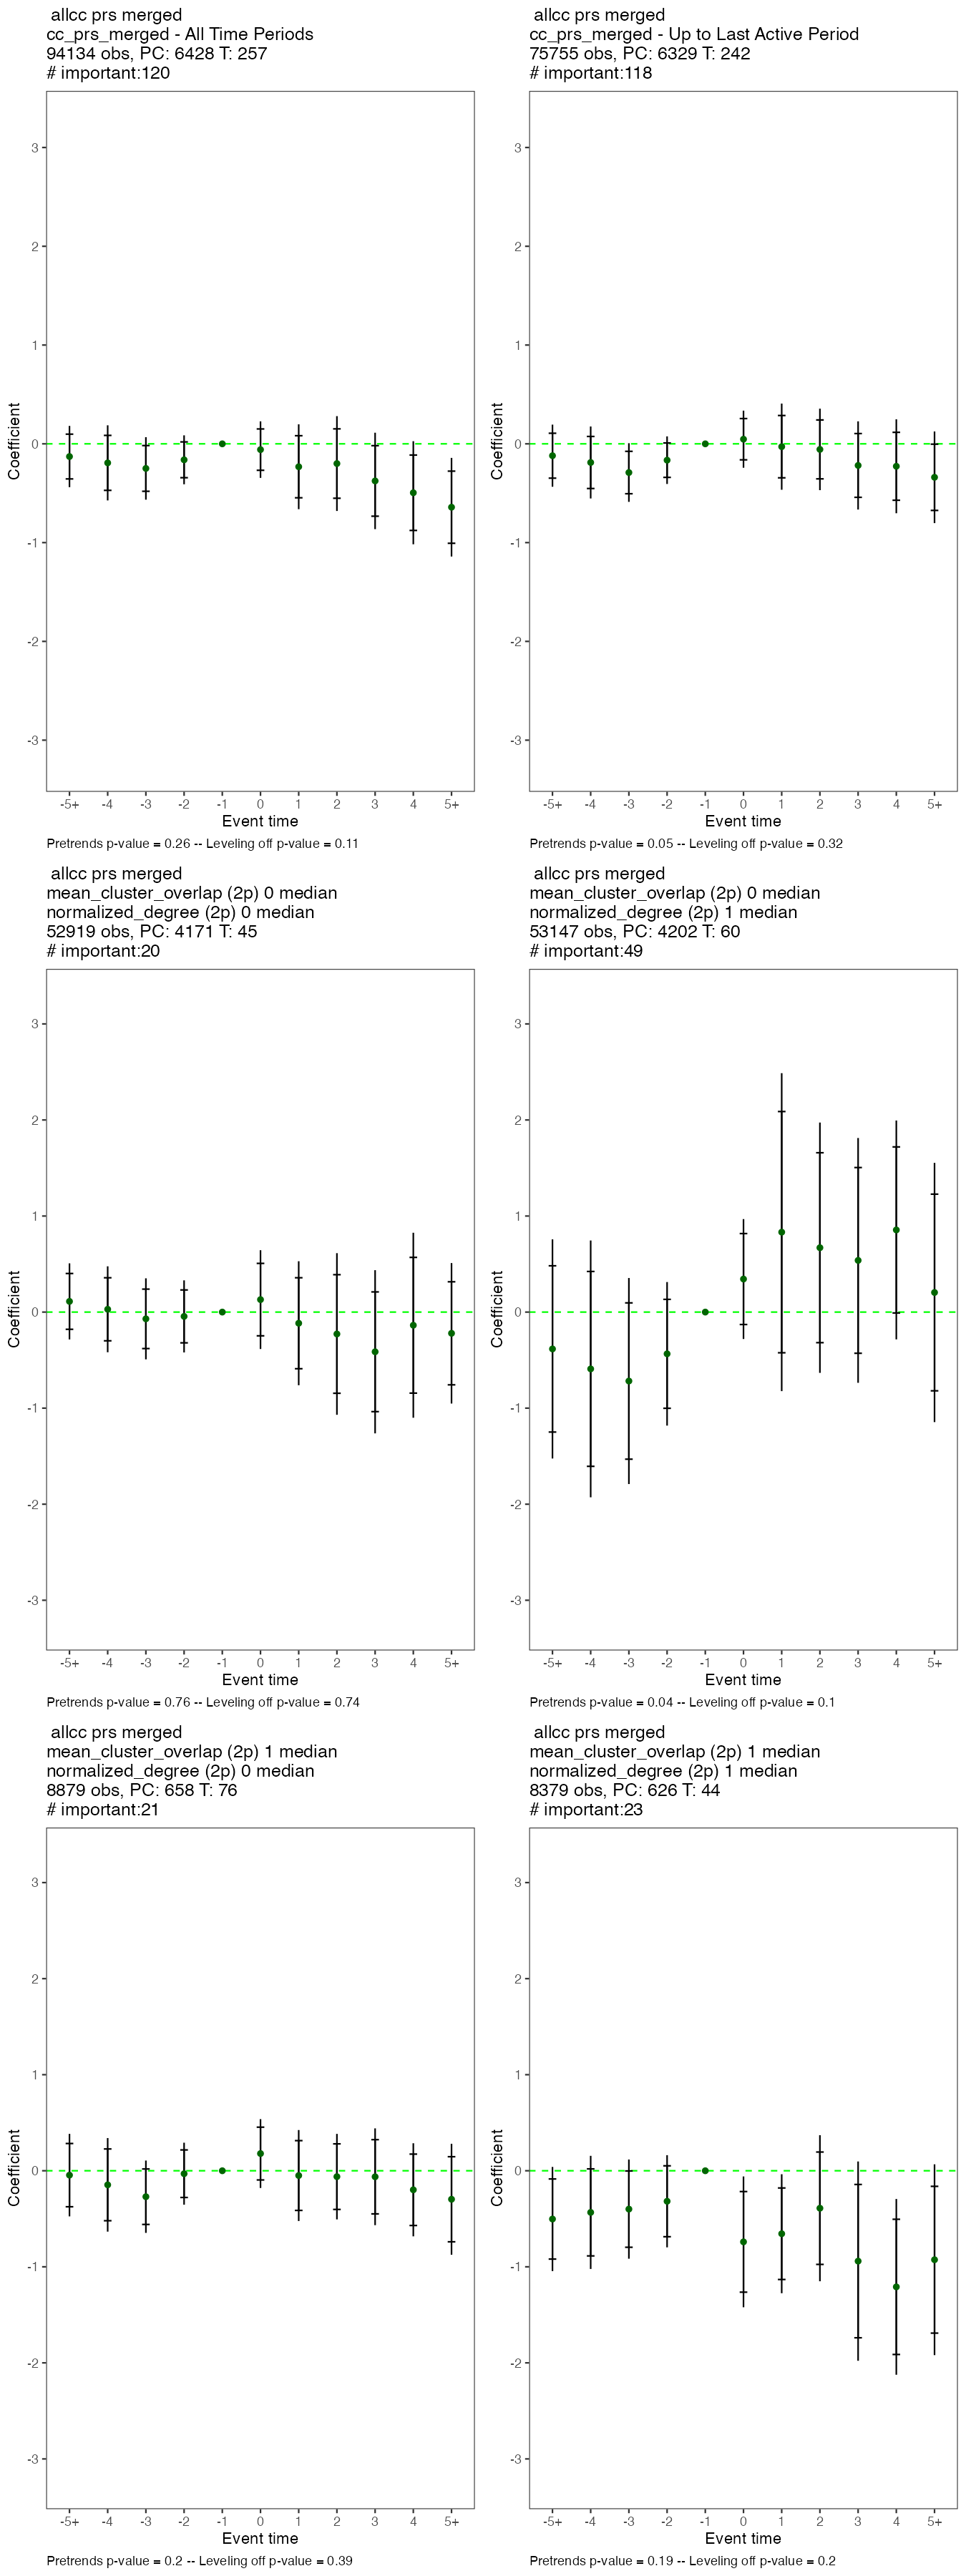 allcc prs merged
cc_prs_merged - All Time Periods
94134 obs, PC: 6428 T: 257
# important:120
Coefficient
3
2
1
0
-1
-2
-3
-5+ -4 -3 -2 -1 0 1 2 3 4 5+
Event time
Pretrends p-value = 0.26 -- Leveling off p-value = 0.11
allcc prs merged
cc_prs_merged - Up to Last Active Period
75755 obs, PC: 6329 T: 242
# important:118
Coefficient
3
2
1
0
-1
-2
-3
-5+ -4 -3 -2 -1 0 1 2 3 4 5+
Event time
Pretrends p-value = 0.05 -- Leveling off p-value = 0.32
allcc prs merged
mean_cluster_overlap (2p) 0 median
normalized_degree (2p) 0 median
52919 obs, PC: 4171 T: 45
# important:20
Coefficient
3
2
1
0
-1
-2
-3
-5+ -4 -3 -2 -1 0 1 2 3 4 5+
Event time
Pretrends p-value = 0.76 -- Leveling off p-value = 0.74
allcc prs merged
mean_cluster_overlap (2p) 0 median
normalized_degree (2p) 1 median
53147 obs, PC: 4202 T: 60
# important:49
Coefficient
3
2
1
0
-1
-2
-3
-5+ -4 -3 -2 -1 0 1 2 3 4 5+
Event time
Pretrends p-value = 0.04 -- Leveling off p-value = 0.1
allcc prs merged
mean_cluster_overlap (2p) 1 median
normalized_degree (2p) 0 median
8879 obs, PC: 658 T: 76
# important:21
Coefficient
3
2
1
0
-1
-2
-3
-5+ -4 -3 -2 -1 0 1 2 3 4 5+
Event time
Pretrends p-value = 0.2 -- Leveling off p-value = 0.39
allcc prs merged
mean_cluster_overlap (2p) 1 median
normalized_degree (2p) 1 median
8379 obs, PC: 626 T: 44
# important:23
Coefficient
3
2
1
0
-1
-2
-3
-5+ -4 -3 -2 -1 0 1 2 3 4 5+
Event time
Pretrends p-value = 0.19 -- Leveling off p-value = 0.2